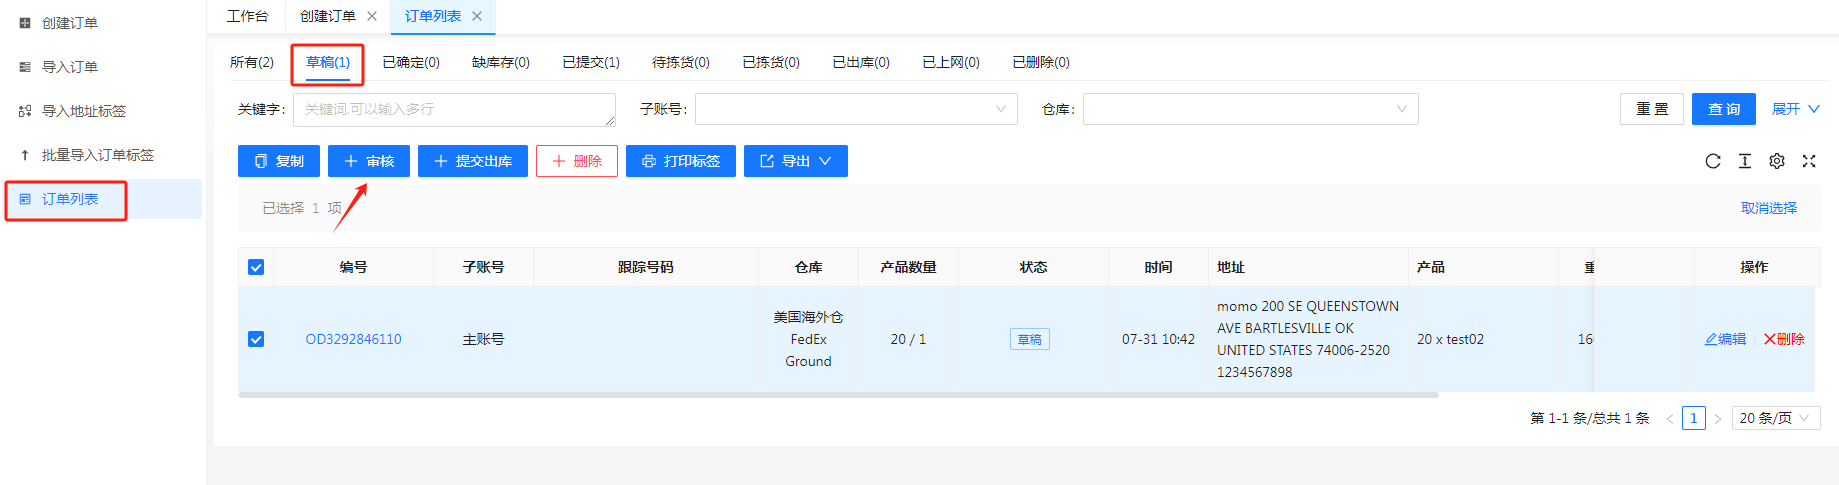 创建订单
导入订单
导入地址标签
批量导入订单标签
订单列表
工作台 创建订单 订单列表
所有(2) 草稿(1) 已确定(0) 缺库存(0) 已提交(1) 待拣货(0) 已拣货(0) 已出库(0) 已上网(0) 已删除(0)
关键字: 关键词,可以输入多行 子账号: 仓库: 重 置 查 询 展开
复制 审核 提交出库 删除 打印标签 导出
已选择 1 项 取消选择
编号 子账号 跟踪号码 仓库 产品数量 状态 时间 地址 产品 操作
OD3292846110 主账号 美国海外仓 FedEx Ground 20 / 1 草稿 07-31 10:42
momo 200 SE QUEENSTOWN
AVE BARTLESVILLE OK
UNITED STATES 74006-2520
1234567898
20 x test02 16 编辑 删除
第 1-1 条/总共 1 条 1 20 条/页